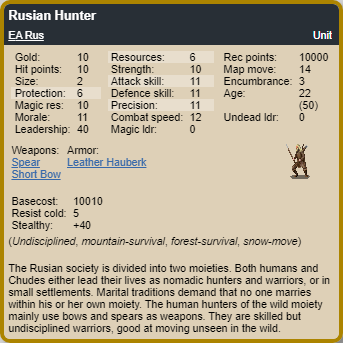 Rusian Hunter
EA Rus Unit
Gold: 10 Resources: 6 Rec points: 10000
Hit points: 10 Strength: 10 Map move: 14
Size: 2 Attack skill: 11 Encumbrance: 3
Protection: 6 Defence skill: 11 Age: 22
Magic res: 10 Precision: 11 (50)
Morale: 11 Combat speed: 12 Undead ldr: 0
Leadership: 40 Magic ldr: 0
Weapons: Armor:
Spear Leather Hauberk
Short Bow
Basecost: 10010
Resist cold: 5
Stealthy: +40
(Undisciplined, mountain-survival, forest-survival, snow-move)
The Rusian society is divided into two moieties. Both humans and
Chudes either lead their lives as nomadic hunters and warriors, or in
small settlements. Marital traditions demand that no one marries
within his or her own moiety. The human hunters of the wild moiety
mainly use bows and spears as weapons. They are skilled but
undisciplined warriors, good at moving unseen in the wild.